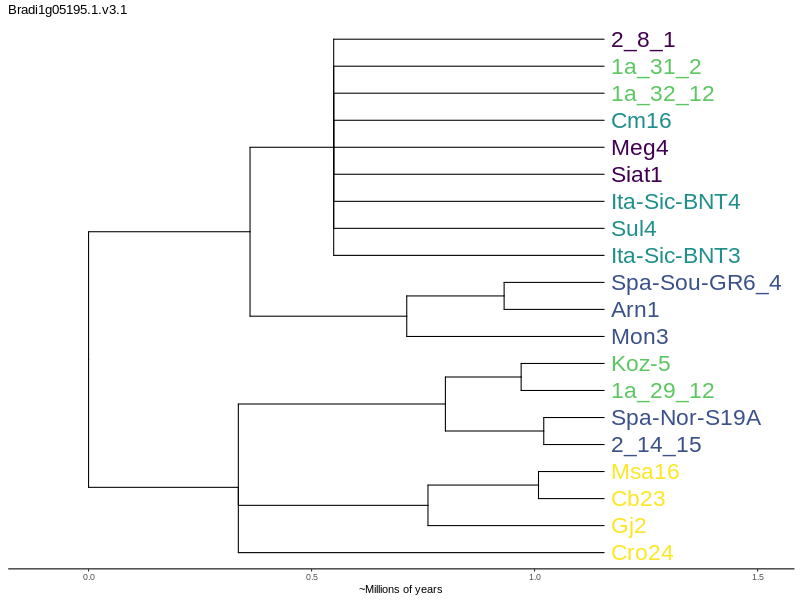 Bradi1g05195.1.v3.1
2_8_1
1a_31_2
1a_32_12
Cm16
Meg4
Siat1
Ita-Sic-BNT4
Sul4
Ita-Sic-BNT3
Spa-Sou-GR6_4
Arn1
Mon3
Koz-5
1a_29_12
Spa-Nor-S19A
2_14_15
Msa16
Cb23
Gj2
Cro24
0.0 0.5 1.0 1.5
~Millions of years